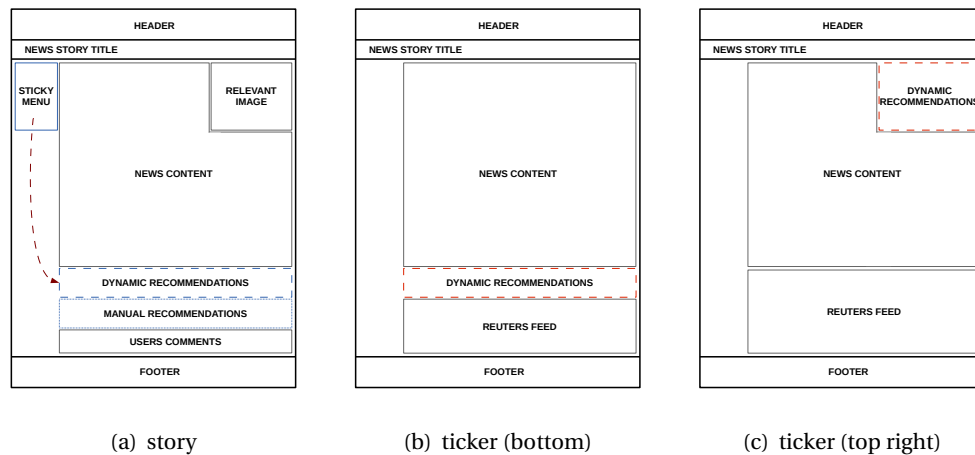 HEADER
NEWS STORY TITLE
STICKY
MENU
RELEVANT
IMAGE
NEWS CONTENT
DYNAMIC RECOMMENDATIONS
MANUAL RECOMMENDATIONS
USERS COMMENTS
FOOTER
(a) story
HEADER
NEWS STORY TITLE
NEWS CONTENT
DYNAMIC RECOMMENDATIONS
REUTERS FEED
FOOTER
(b) ticker (bottom)
HEADER
NEWS STORY TITLE
DYNAMIC
RECOMMENDATIONS
NEWS CONTENT
REUTERS FEED
FOOTER
(c) ticker (top right)